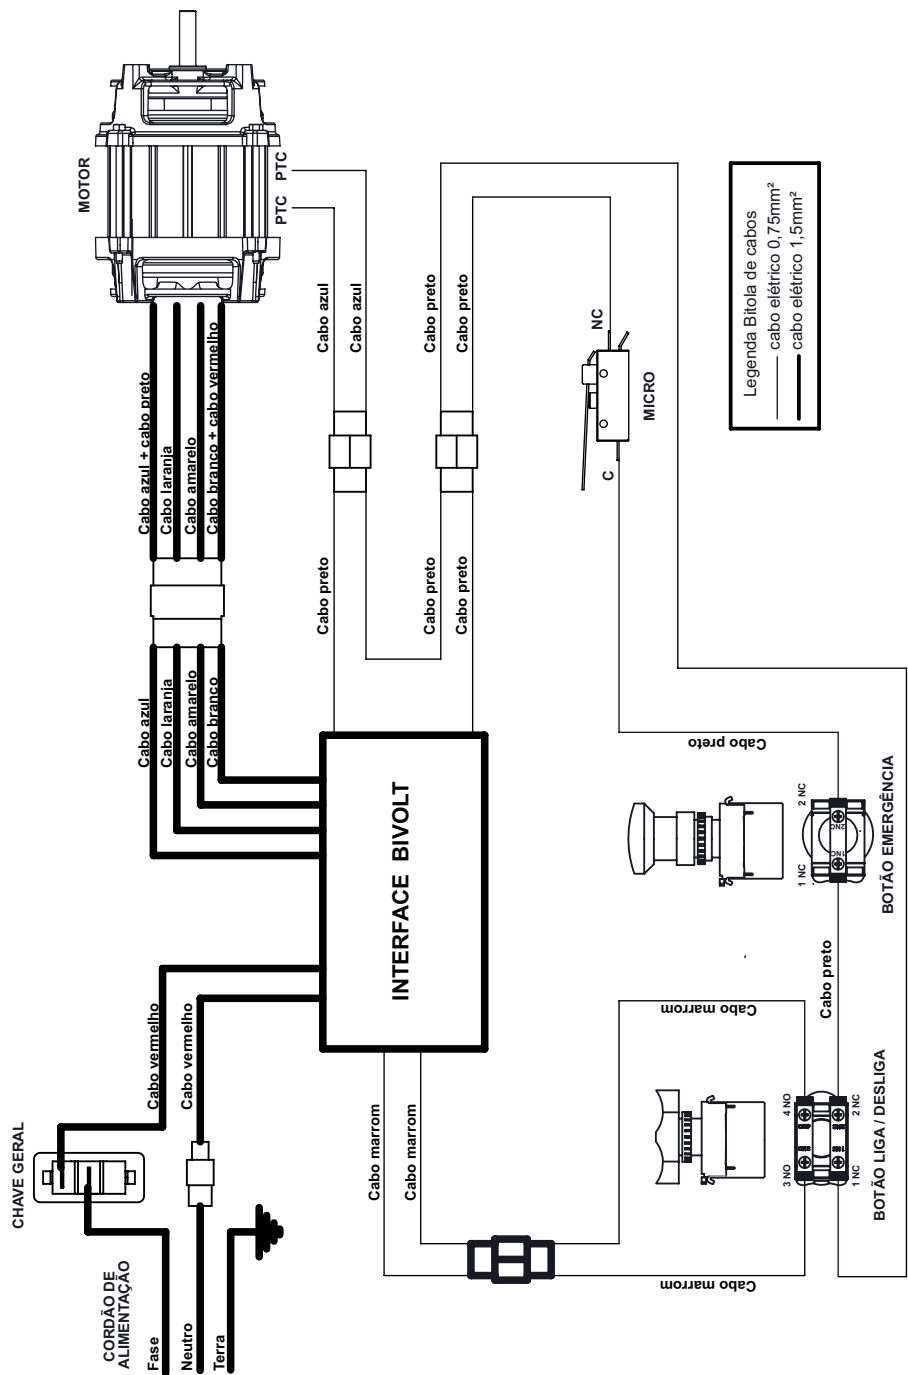 CORDÃO DE
ALIMENTAÇÃO
Fase
Neutro
Terra
CHAVE GERAL
Cabo vermelho
Cabo vermelho
Cabo azul
Cabo laranja
Cabo amarelo
Cabo branco
Cabo azul + cabo preto
Cabo laranja
Cabo amarelo
Cabo branco + cabo vermelho
MOTOR
PTC
PTC
INTERFACE BIVOLT
Cabo preto
Cabo azul
Cabo azul
Cabo preto
Cabo preto
Cabo preto
Cabo preto
Cabo marrom
Cabo marrom
Cabo marrom
Cabo marrom
C
NC
MICRO
Cabo preto
1 NC
2 NC
1NC
2NC
BOTÃO EMERGÊNCIA
Cabo preto
3 NO
4 NO
1 NC
2 NC
BOTÃO LIGA / DESLIGA
Legenda Bitola de cabos
cabo elétrico 0,75mm²
cabo elétrico 1,5mm²